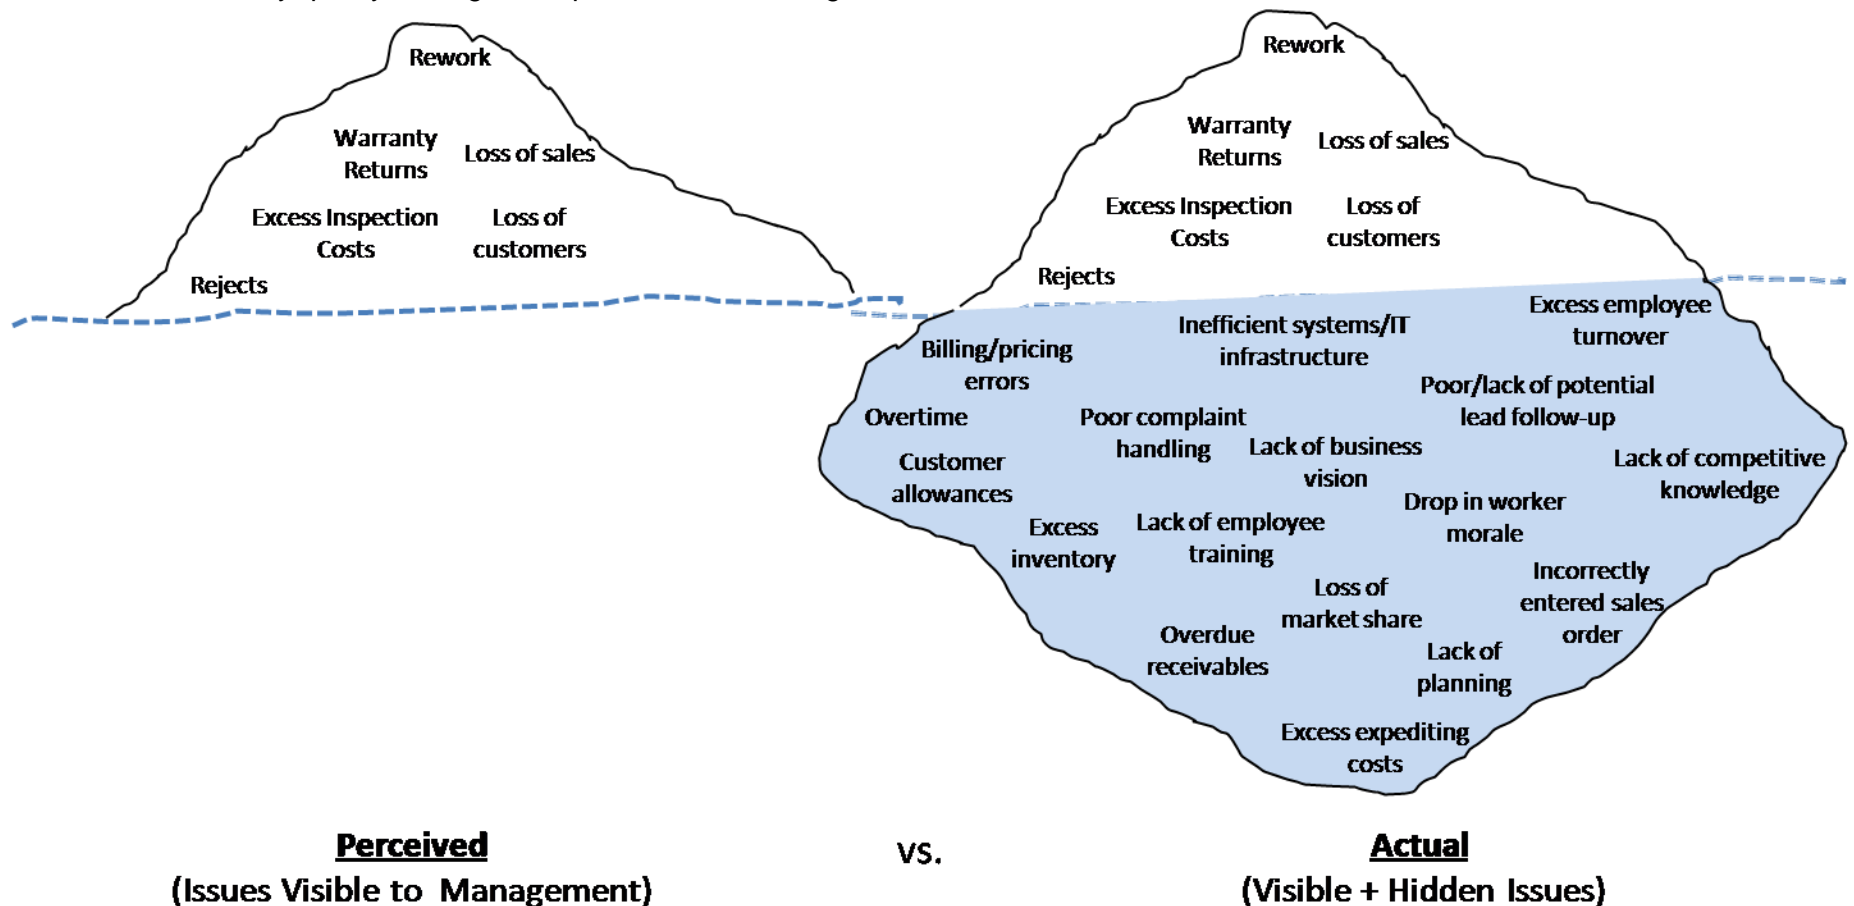 Rework
Warranty
Returns
Loss of sales
Excess Inspection
Costs
Loss of
customers
Rejects
Rework
Warranty
Returns
Loss of sales
Excess Inspection
Costs
Loss of
customers
Rejects
Inefficient systems/IT
infrastructure
Excess employee
turnover
Billing/pricing
errors
Poor/lack of potential
lead follow-up
Overtime
Poor complaint
handling
Lack of business
vision
Lack of competitive
knowledge
Customer
allowances
Drop in worker
morale
Excess
inventory
Lack of employee
training
Incorrectly
entered sales
order
Loss of
market share
Overdue
receivables
Lack of
planning
Excess expediting
costs
Perceived
(Issues Visible to Management)
vs.
Actual
(Visible + Hidden Issues)